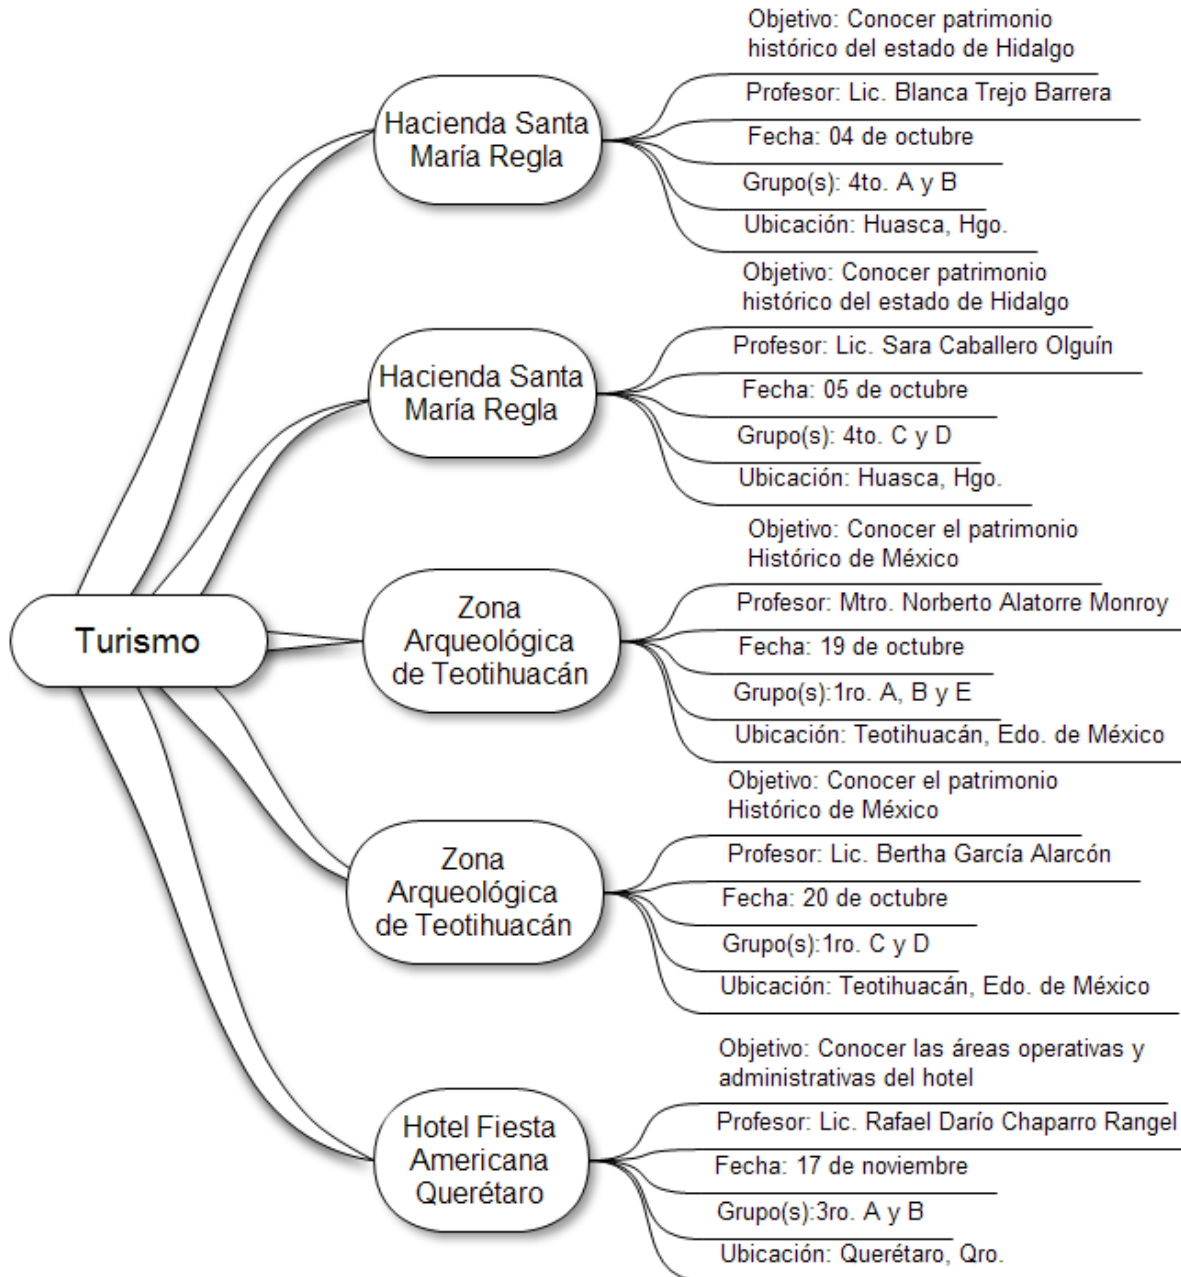 Turismo
Hacienda Santa
María Regla
Objetivo: Conocer patrimonio
histórico del estado de Hidalgo
Profesor: Lic. Blanca Trejo Barrera
Fecha: 04 de octubre
Grupo(s): 4to. A y B
Ubicación: Huasca, Hgo.
Hacienda Santa
María Regla
Objetivo: Conocer patrimonio
histórico del estado de Hidalgo
Profesor: Lic. Sara Caballero Olguín
Fecha: 05 de octubre
Grupo(s): 4to. C y D
Ubicación: Huasca, Hgo.
Zona
Arqueológica
de Teotihuacán
Objetivo: Conocer el patrimonio
Histórico de México
Profesor: Mtro. Norberto Alatorre Monroy
Fecha: 19 de octubre
Grupo(s):1ro. A, B y E
Ubicación: Teotihuacán, Edo. de México
Zona
Arqueológica
de Teotihuacán
Objetivo: Conocer el patrimonio
Histórico de México
Profesor: Lic. Bertha García Alarcón
Fecha: 20 de octubre
Grupo(s):1ro. C y D
Ubicación: Teotihuacán, Edo. de México
Hotel Fiesta
Americana
Querétaro
Objetivo: Conocer las áreas operativas y
administrativas del hotel
Profesor: Lic. Rafael Darío Chaparro Rangel
Fecha: 17 de noviembre
Grupo(s):3ro. A y B
Ubicación: Querétaro, Qro.